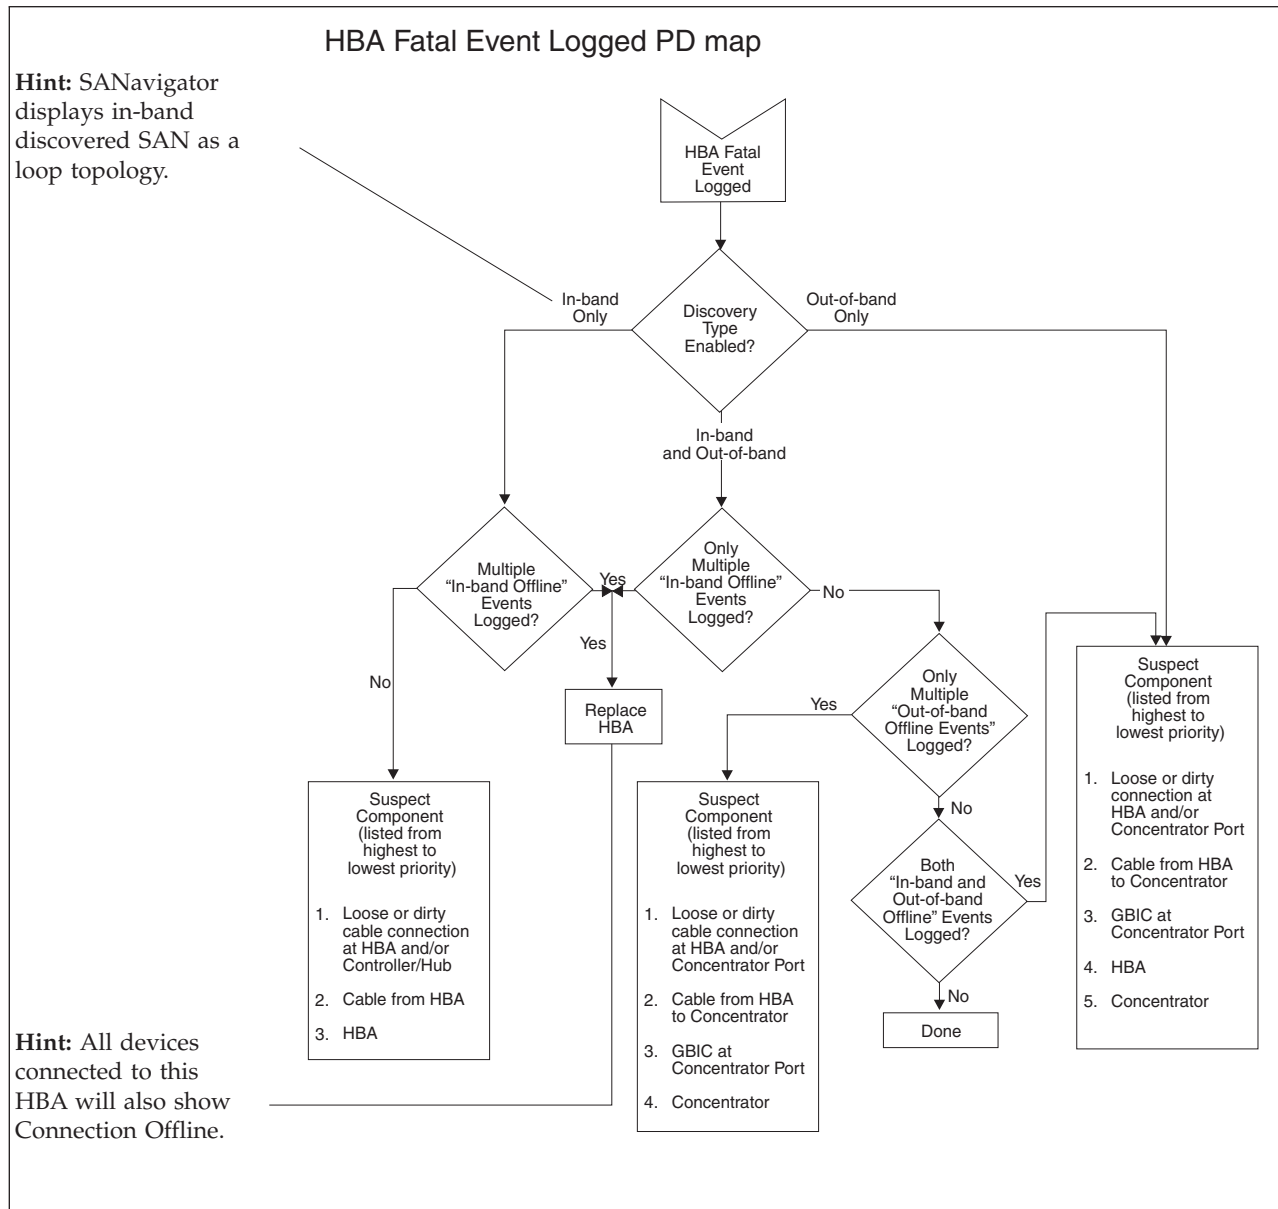 HBA Fatal Event Logged PD map
Hint: SANavigator
displays in-band
discovered SAN as a
loop topology.
HBA Fatal
Event
Logged
In-band
Only
Discovery
Type
Enabled?
Out-of-band
Only
In-band
and Out-of-band
Multiple
“In-band Offline”
Events
Logged?
Yes
Only
Multiple
“In-band Offline”
Events
Logged?
No
Yes
No
Replace
HBA
Yes
Only
Multiple
“Out-of-band
Offline Events”
Logged?
No
Both
“In-band and
Out-of-band
Offline” Events
Logged?
Yes
No
Done
Suspect
Component
(listed from
highest to
lowest priority)
1. Loose or dirty
cable connection
at HBA and/or
Controller/Hub
2. Cable from HBA
3. HBA
Suspect
Component
(listed from
highest to
lowest priority)
1. Loose or dirty
cable connection
at HBA and/or
Concentrator Port
2. Cable from HBA
to Concentrator
3. GBIC at
Concentrator Port
4. Concentrator
Suspect
Component
(listed from
highest to
lowest priority)
1. Loose or dirty
connection at
HBA and/or
Concentrator Port
2. Cable from HBA
to Concentrator
3. GBIC at
Concentrator Port
4. HBA
5. Concentrator
Hint: All devices
connected to this
HBA will also show
Connection Offline.